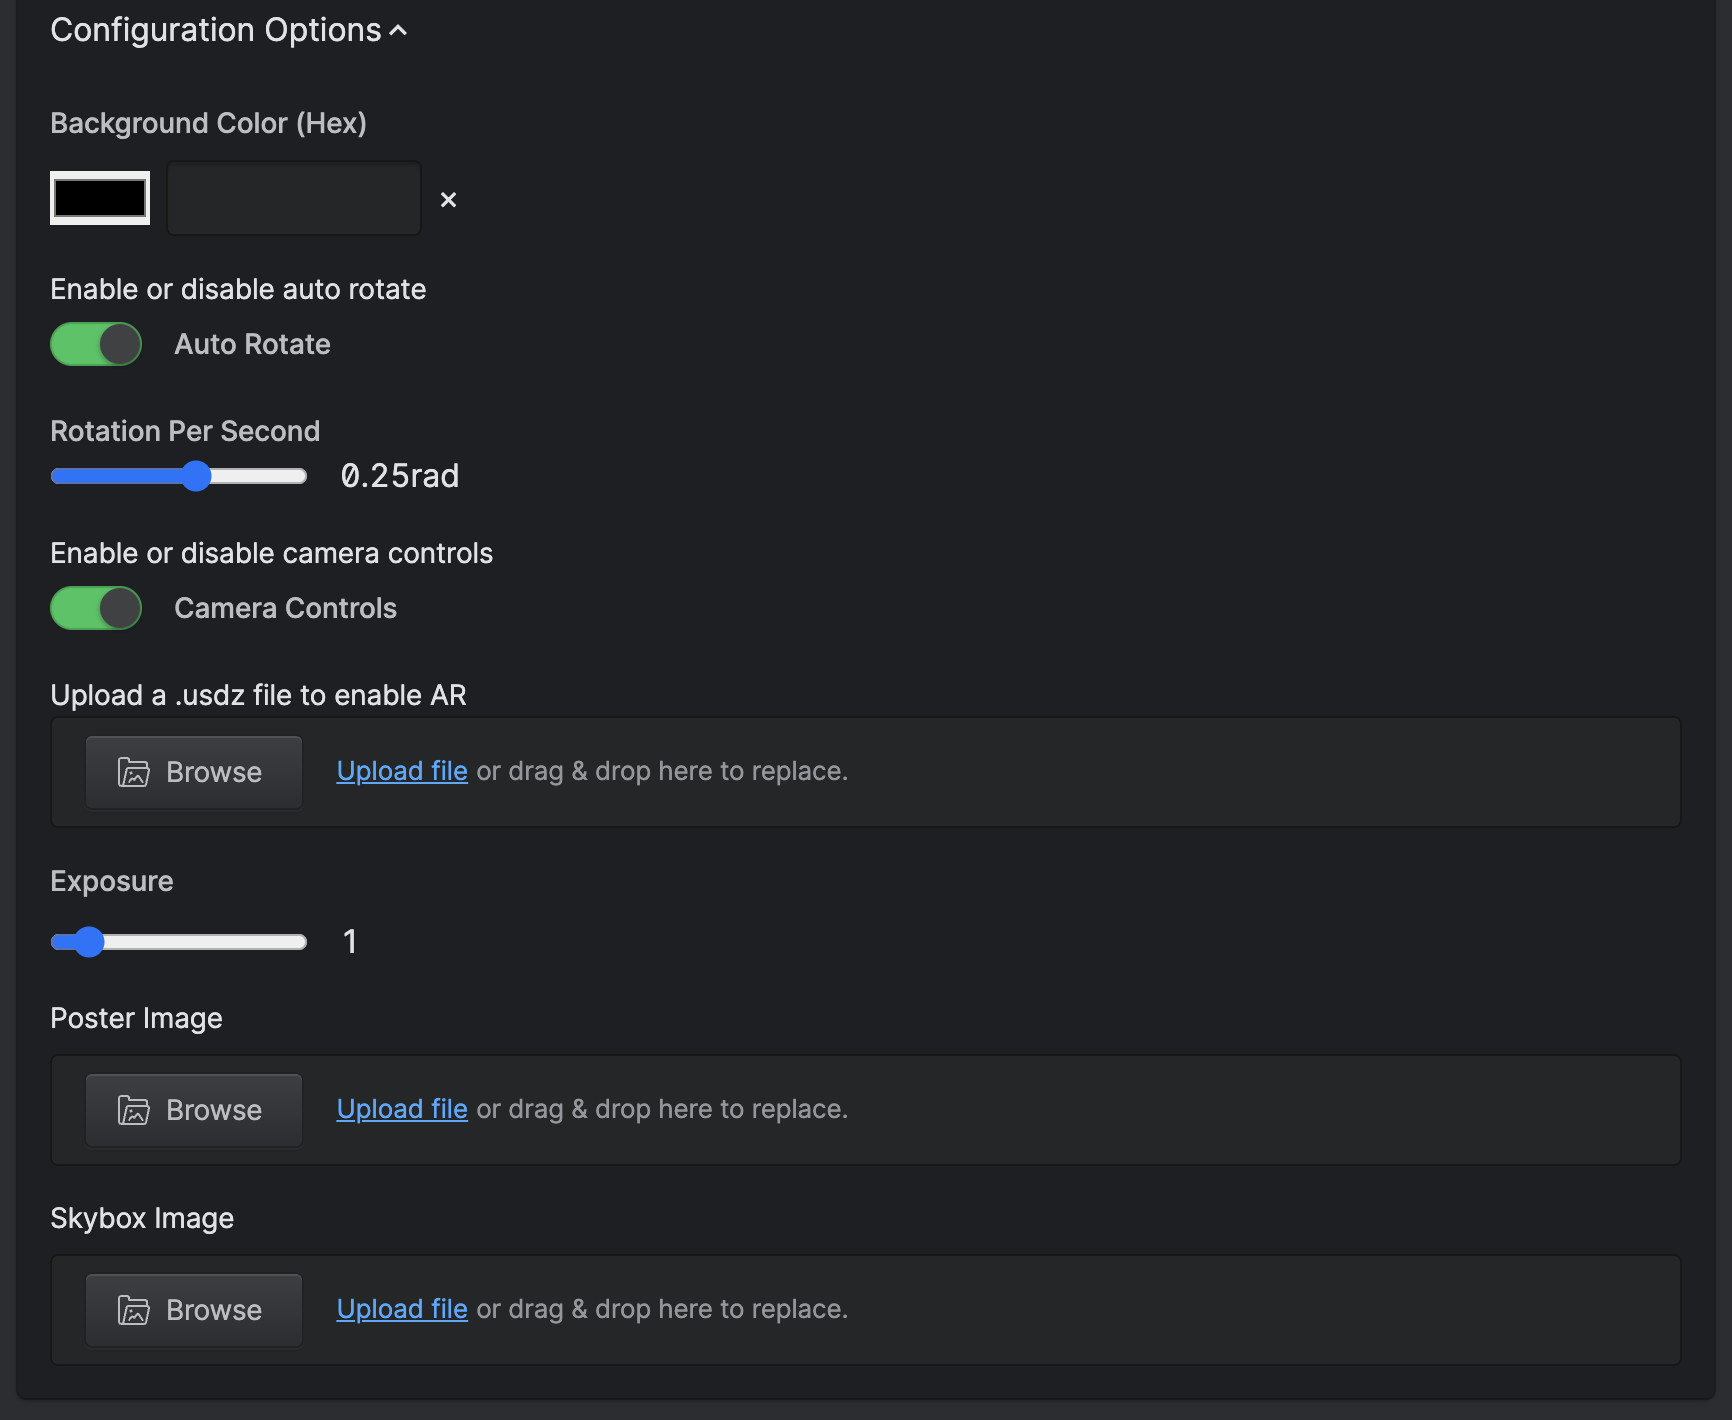 Configuration Options
Background Color (Hex)
Enable or disable auto rotate
Auto Rotate
Rotation Per Second
0.25rad
Enable or disable camera controls
Camera Controls
Upload a .usdz file to enable AR
Browse Upload file or drag & drop here to replace.
Exposure
1
Poster Image
Browse Upload file or drag & drop here to replace.
Skybox Image
Browse Upload file or drag & drop here to replace.